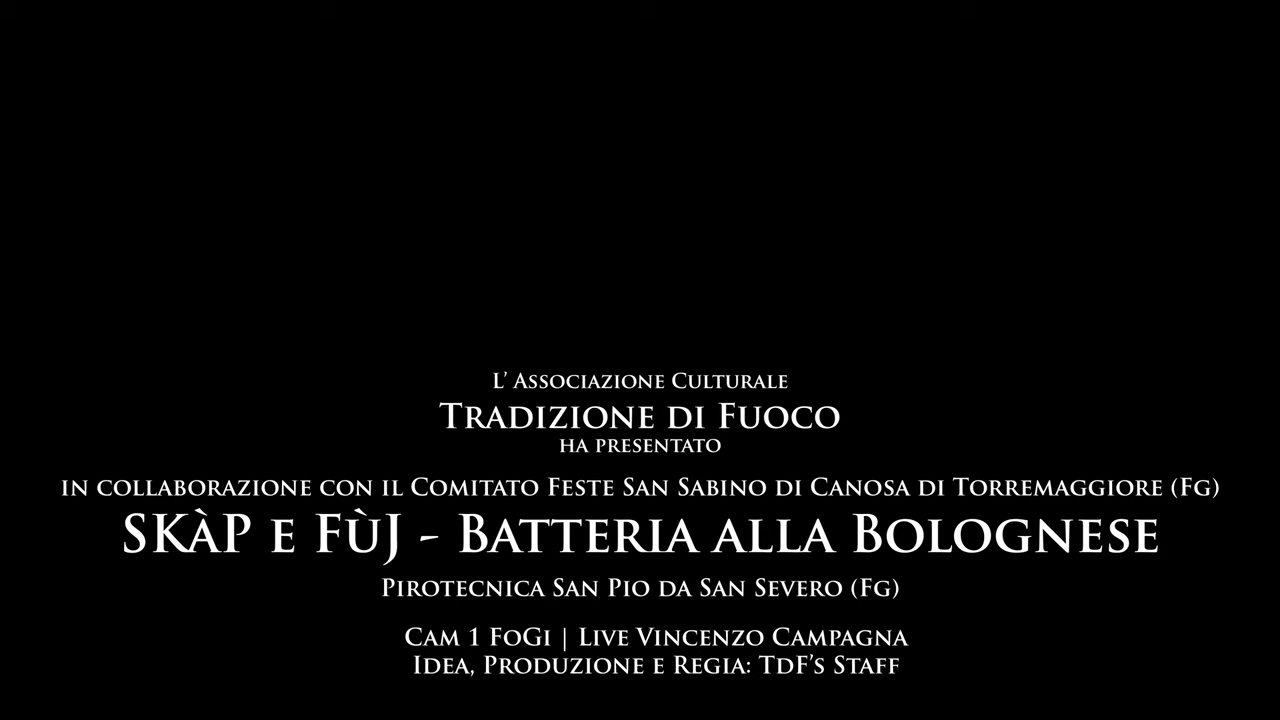 L' Associazione Culturale
Tradizione di Fuoco
ha presentato
in collaborazione con il Comitato Feste San Sabino di Canosa di Torremaggiore (Fg)
SKàP e FùJ - Batteria alla Bolognese
Pirotecnica San Pio da San Severo (Fg)
Cam 1 FoGi | Live Vincenzo Campagna
Idea, Produzione e Regia: TdF's Staff